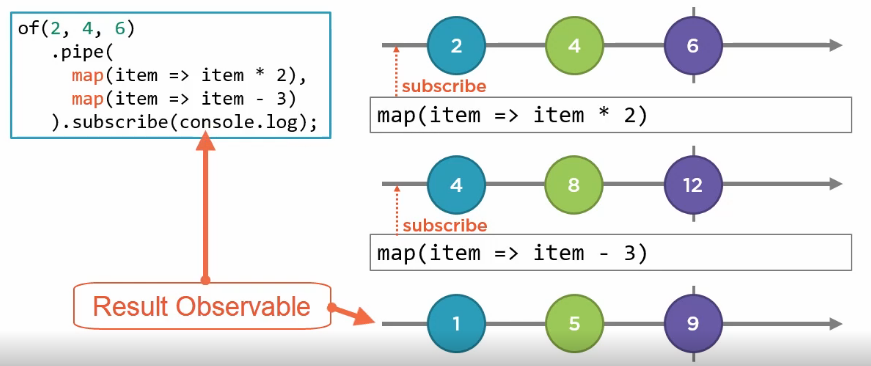 of(2, 4, 6)
.pipe(
map(item => item * 2),
map(item => item - 3)
).subscribe(console.log);
2 4 6
subscribe
map(item => item * 2)
4 8 12
subscribe
map(item => item - 3)
Result Observable
1 5 9